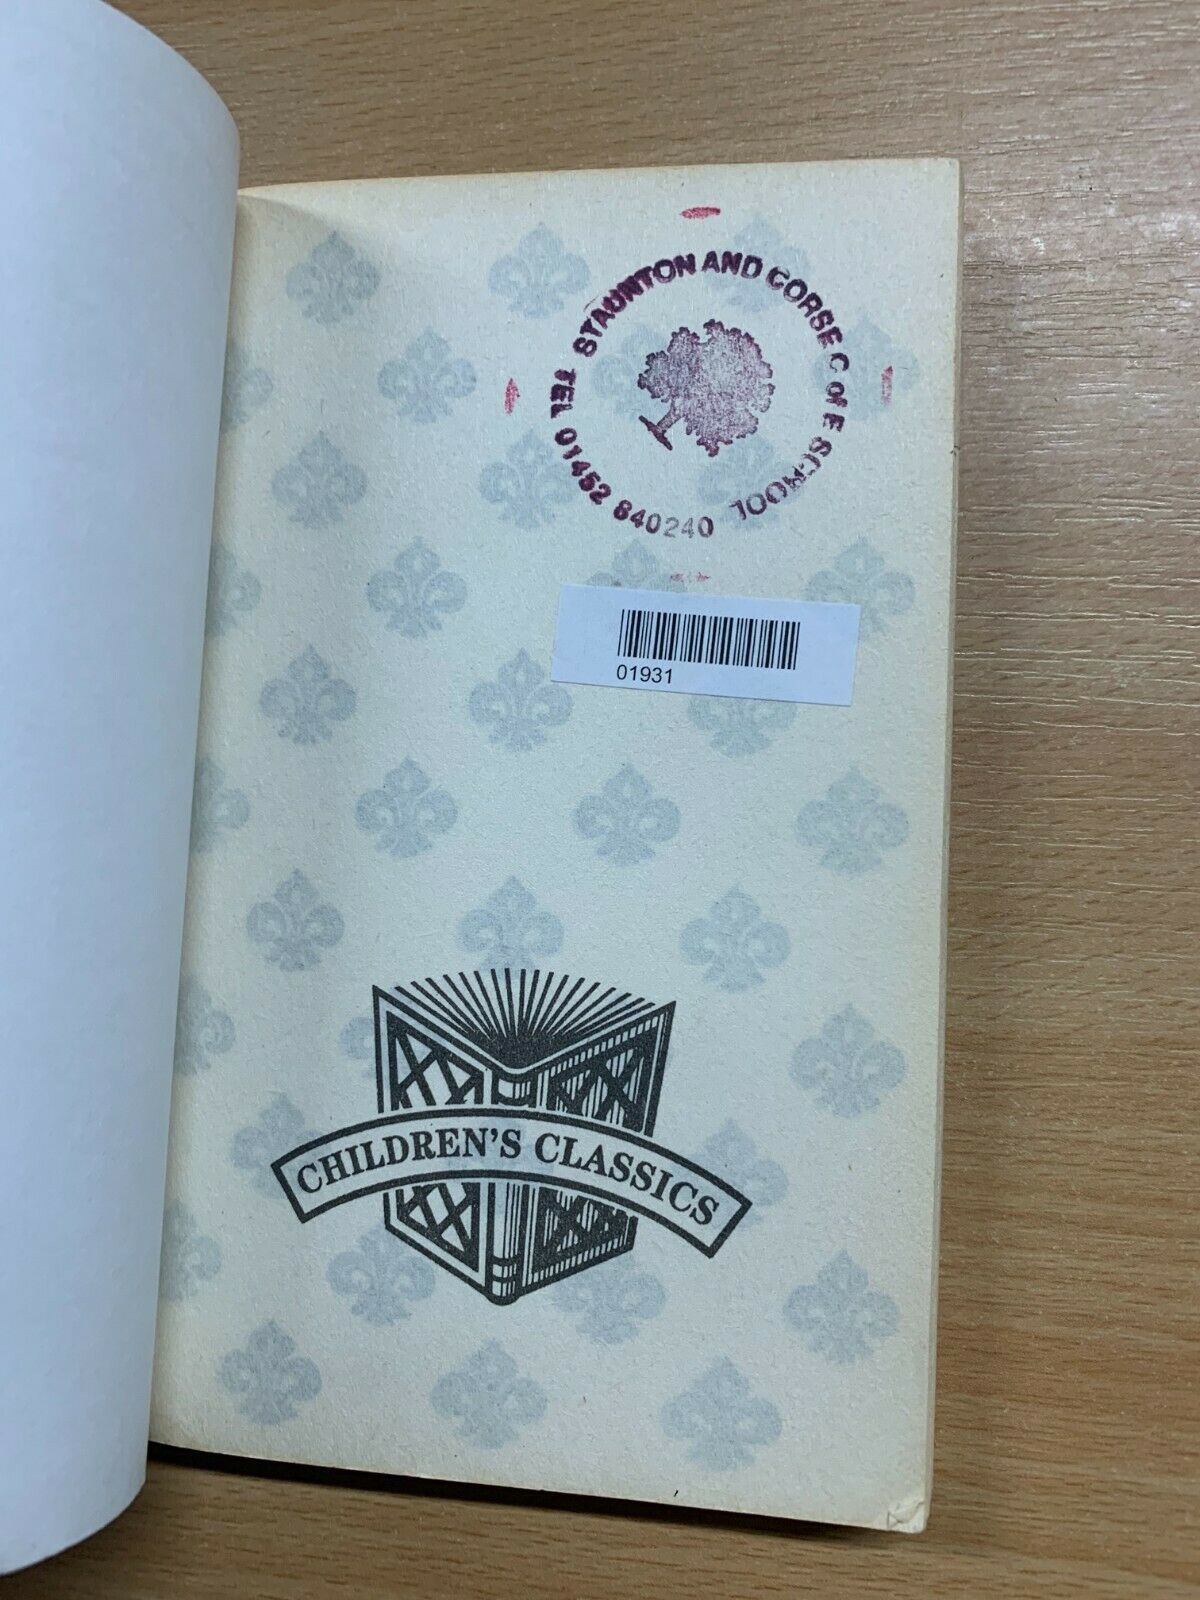 STAUNTON AND CORSE C of E SCHOOL
TEL 01452 840240
01931
CHILDREN'S CLASSICS